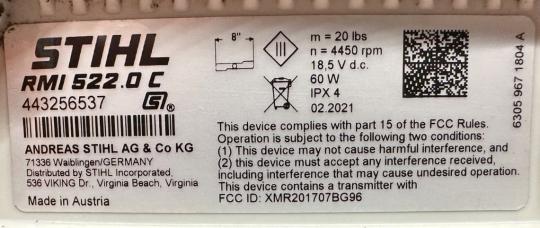 STIHL
RMI 522.0 C
443256537
ANDREAS STIHL AG & Co KG
71336 Waiblingen/GERMANY
Distributed by STIHL Incorporated,
536 VIKING Dr., Virginia Beach, Virginia
Made in Austria
8"
III
m = 20 lbs
n = 4450 rpm
18,5 V d.c.
60 W
IPX 4
02.2021
6305 967 1804 A
This device complies with part 15 of the FCC Rules.
Operation is subject to the following two conditions:
(1) This device may not cause harmful interference, and
(2) this device must accept any interference received,
including interference that may cause undesired operation.
This device contains a transmitter with
FCC ID: XMR201707BG96